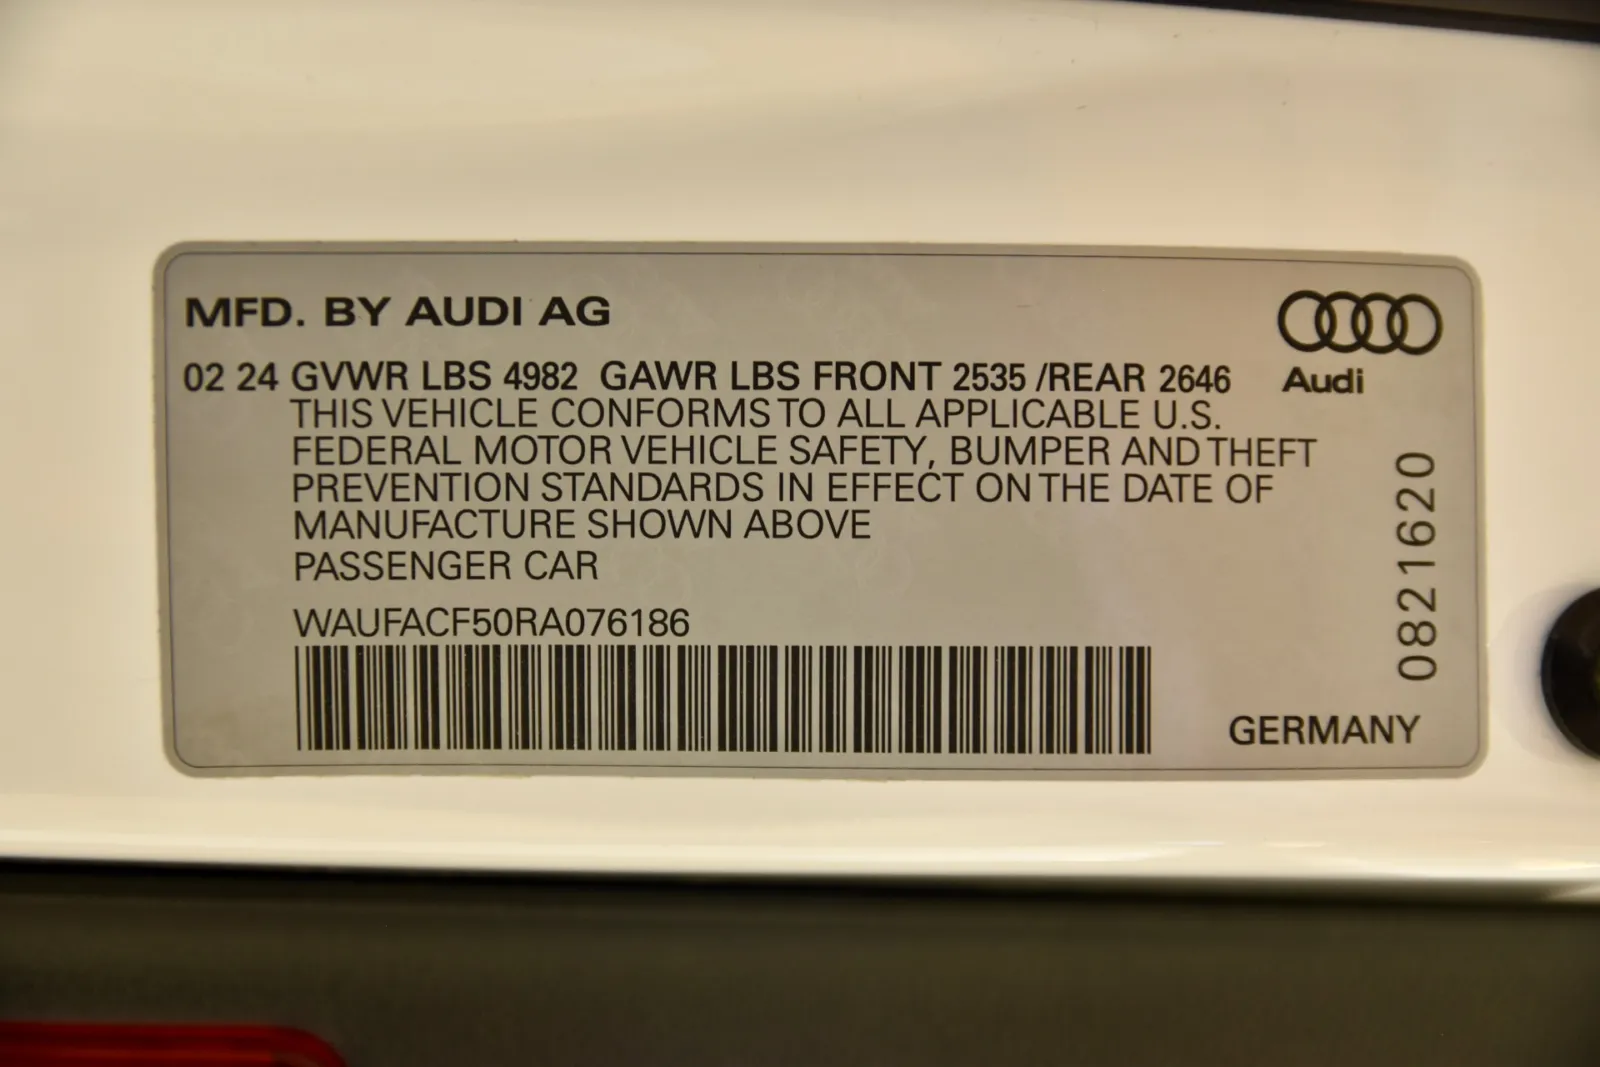 MFD. BY AUDI AG
Audi
02 24 GVWR LBS 4982 GAWR LBS FRONT 2535 /REAR 2646
THIS VEHICLE CONFORMS TO ALL APPLICABLE U.S.
FEDERAL MOTOR VEHICLE SAFETY, BUMPER AND THEFT
PREVENTION STANDARDS IN EFFECT ON THE DATE OF
MANUFACTURE SHOWN ABOVE
PASSENGER CAR
WAUFACF50RA076186
0821620
GERMANY